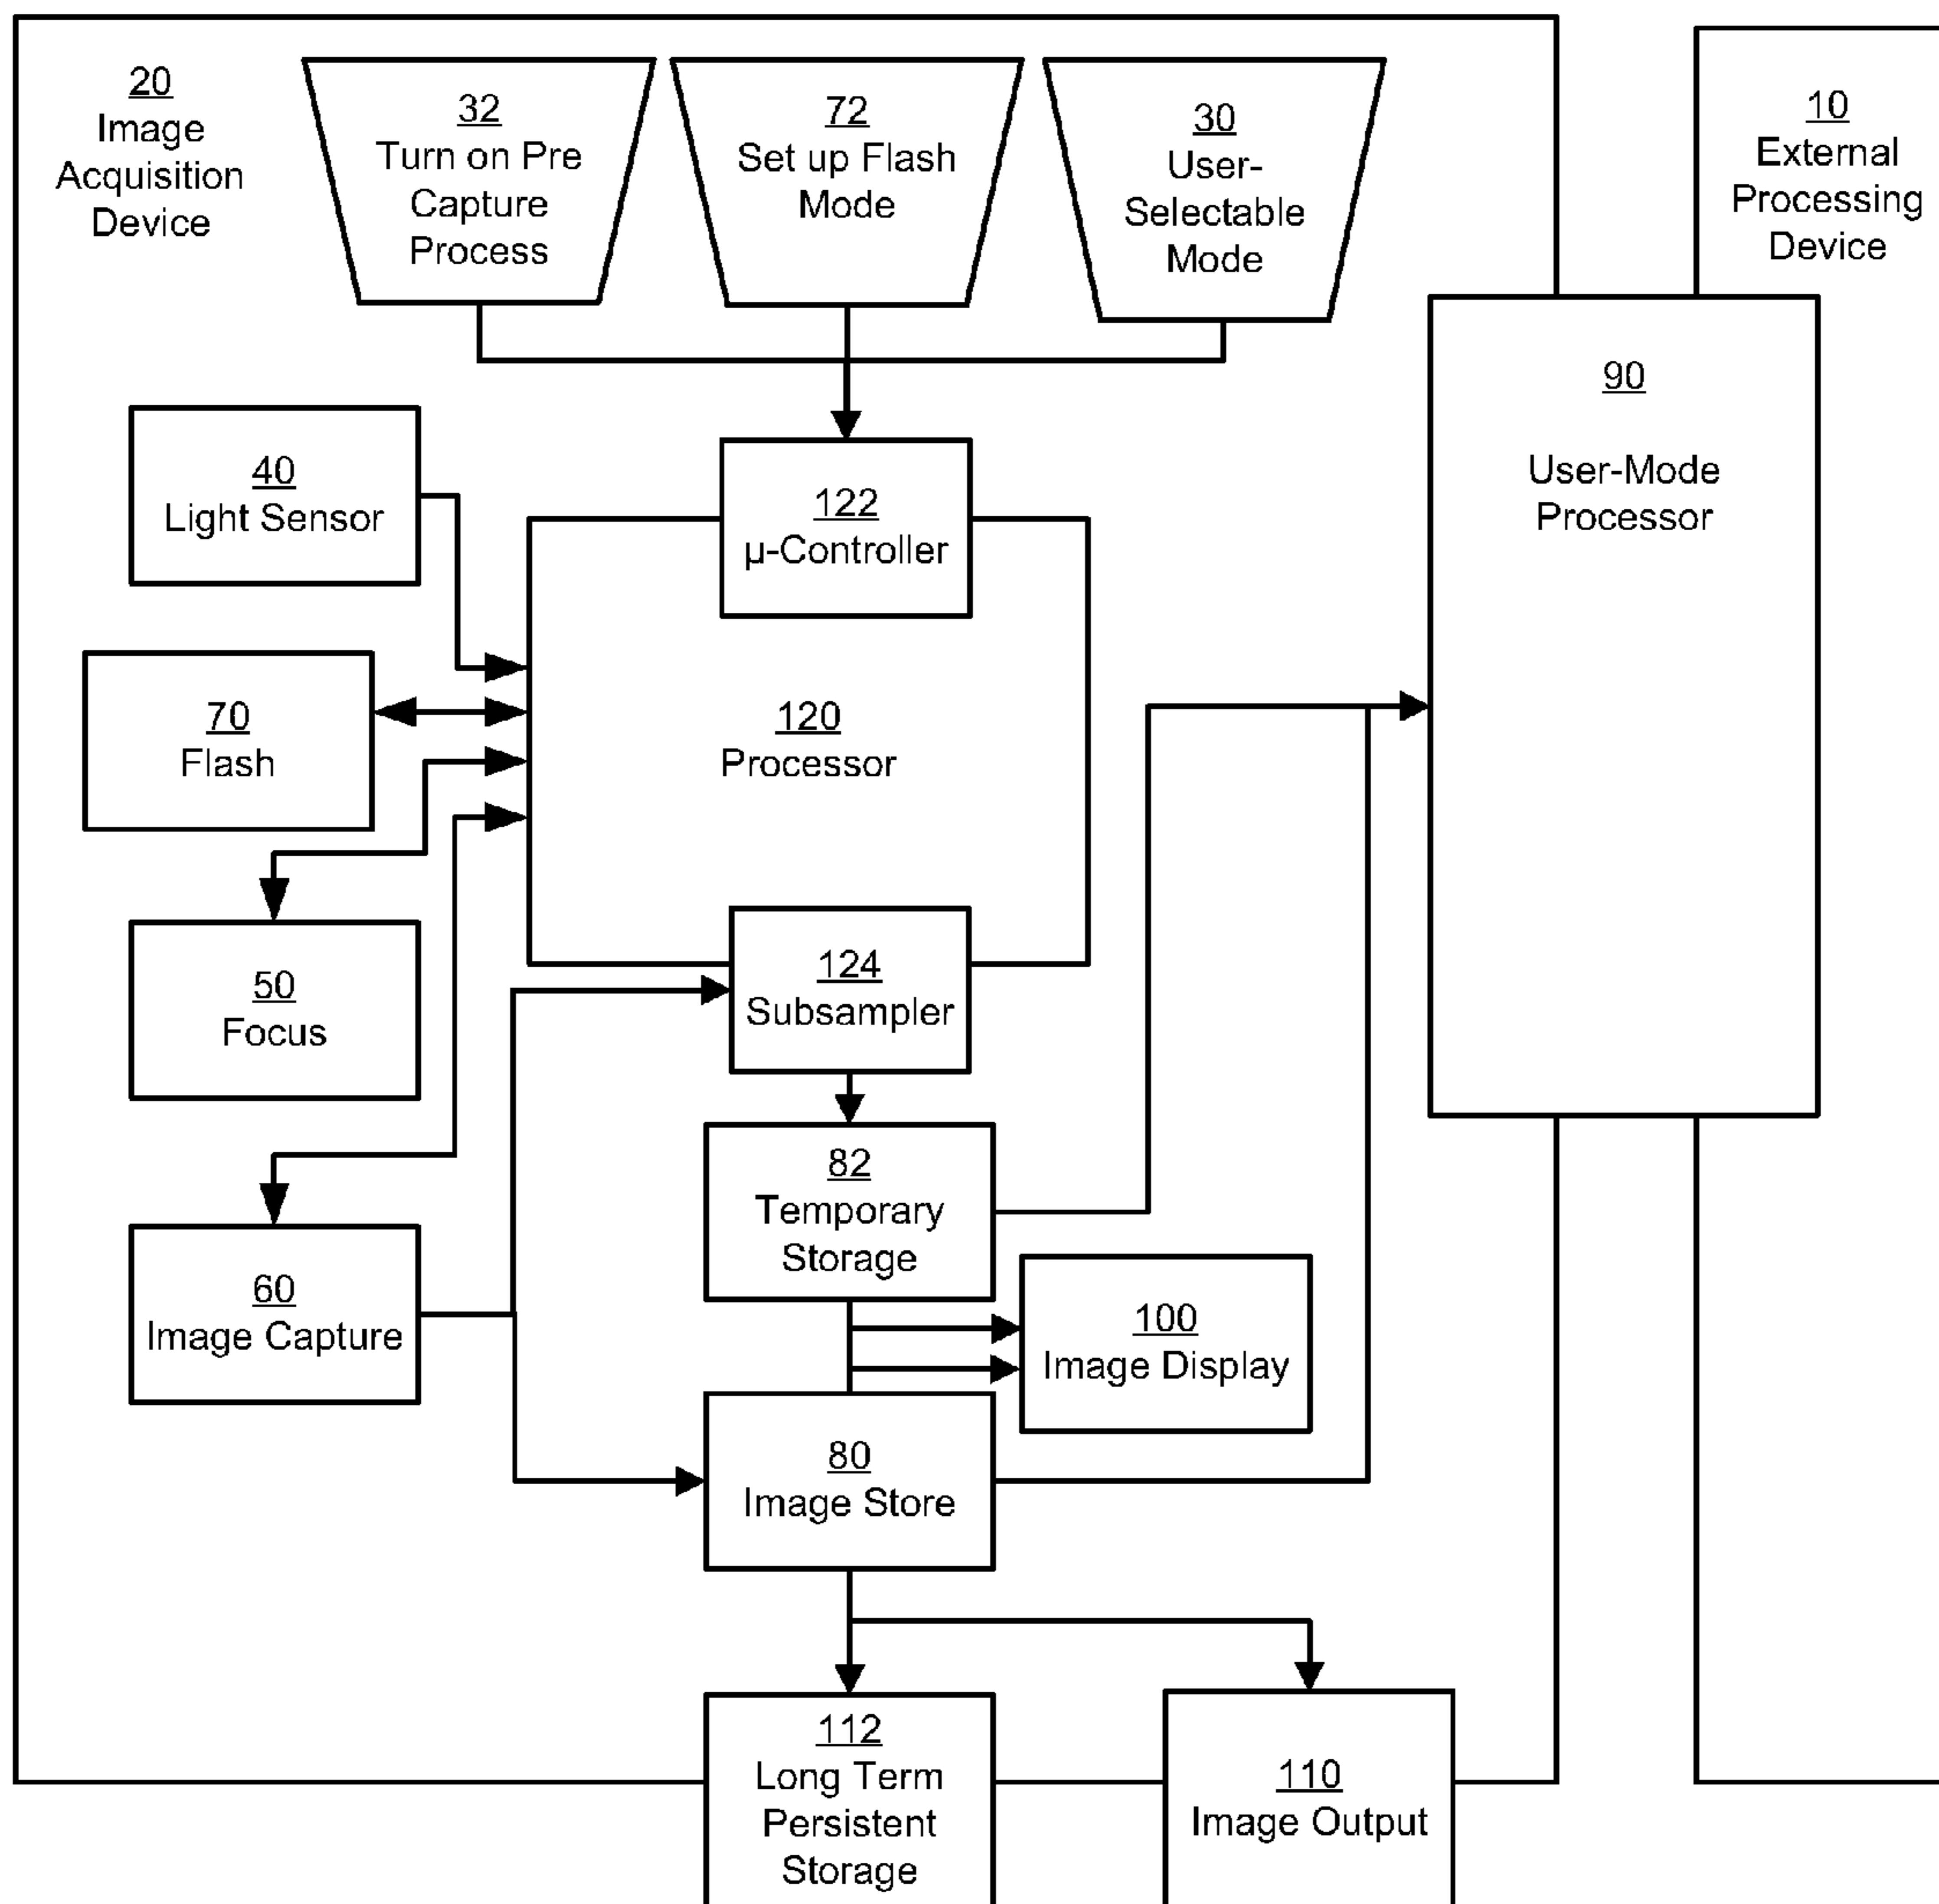 20
Image
Acquisition
Device
32
Turn on Pre
Capture
Process
72
Set up Flash
Mode
30
User-
Selectable
Mode
10
External
Processing
Device
90
User-Mode
Processor
40
Light Sensor
122
µ-Controller
70
Flash
120
Processor
50
Focus
124
Subsampler
82
Temporary
Storage
60
Image Capture
100
Image Display
80
Image Store
112
Long Term
Persistent
Storage
110
Image Output